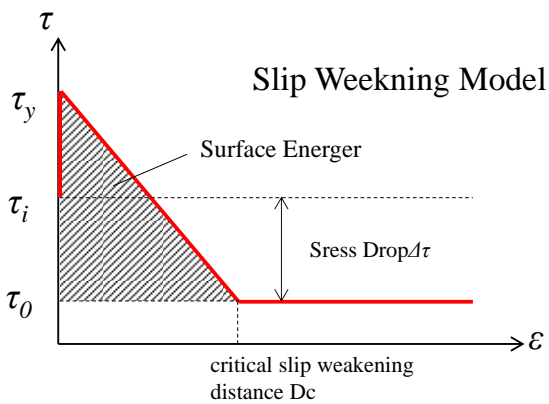 τ
Slip Weekning Model
τy
Surface Energer
τi
Sress DropΔτ
τ0
ε
critical slip weakening
distance Dc